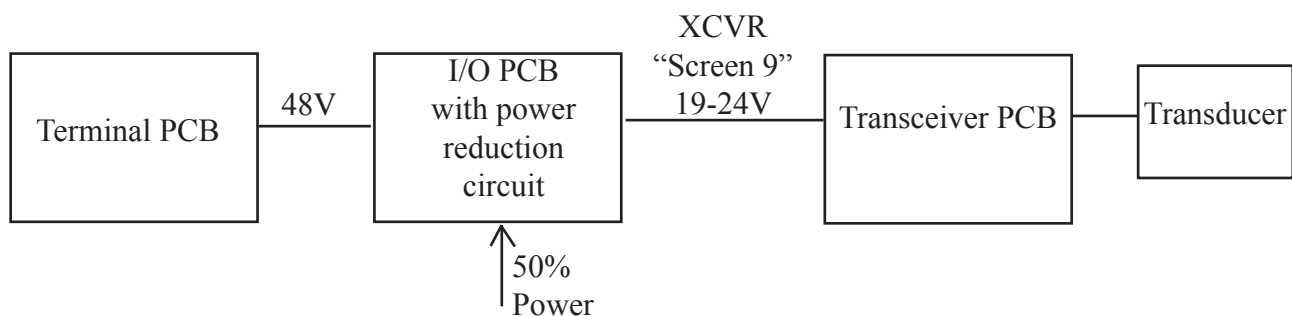 Terminal PCB
48V
I/O PCB
with power
reduction
circuit
50%
Power
XCVR
“Screen 9”
19-24V
Transceiver PCB
Transducer